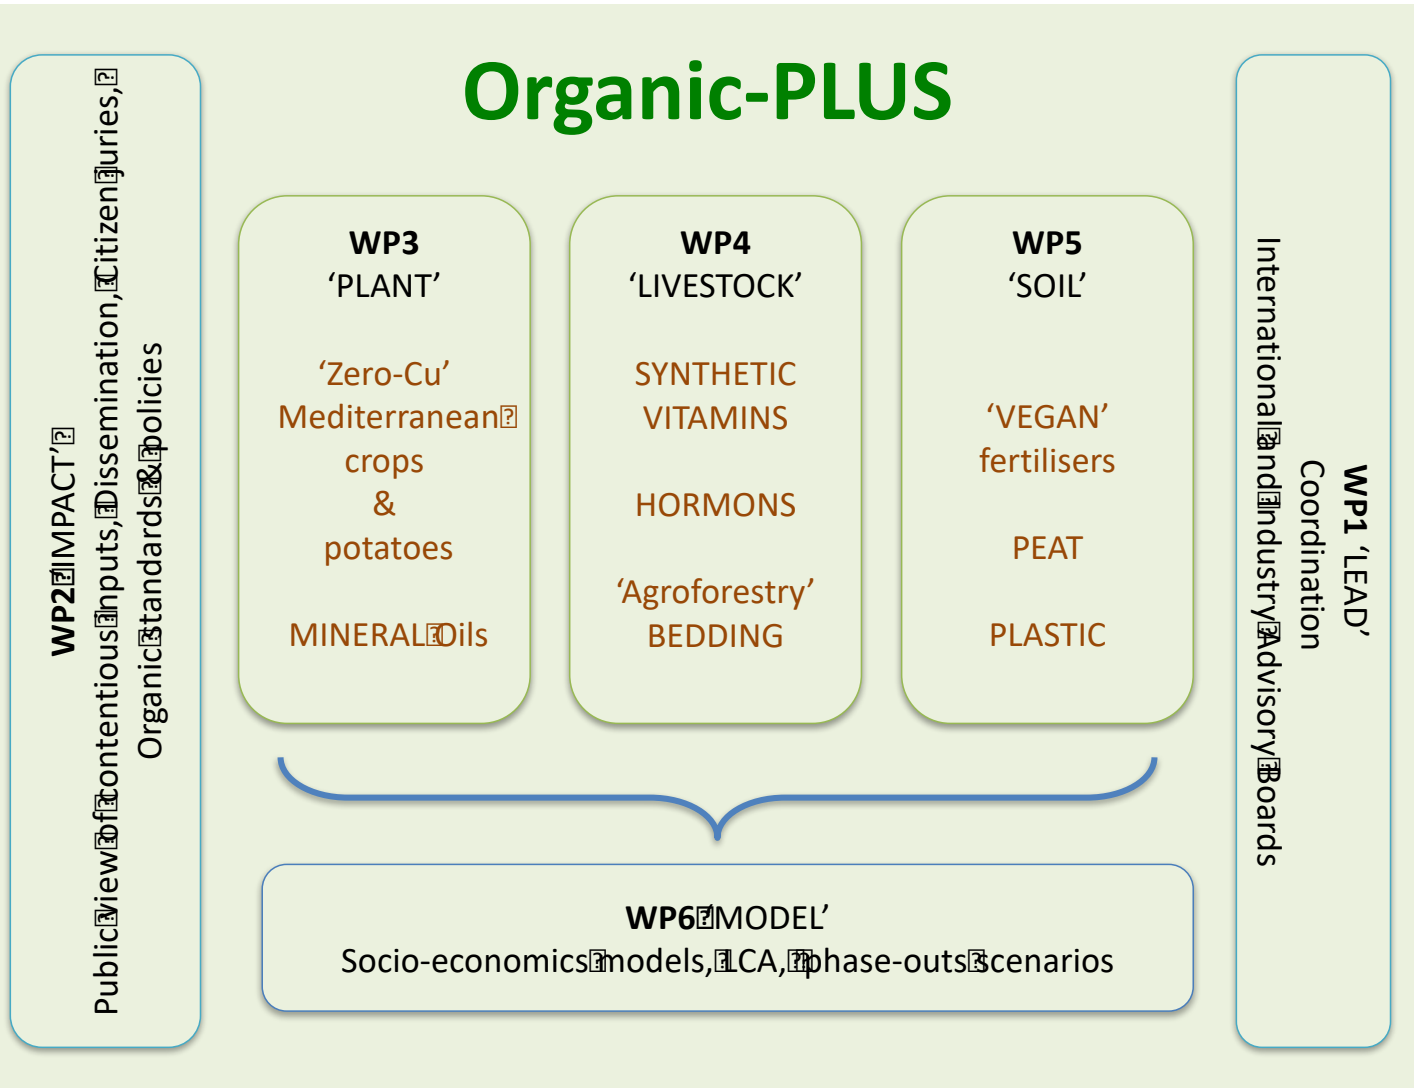 Organic-PLUS
WP2 ‘IMPACT’
Public view of contentious inputs, Dissemination, Citizen juries,
Organic standards & policies
WP3
‘PLANT’
‘Zero-Cu’
Mediterranean
crops
&
potatoes
MINERAL Oils
WP4
‘LIVESTOCK’
SYNTHETIC
VITAMINS
HORMONS
‘Agroforestry’
BEDDING
WP5
‘SOIL’
‘VEGAN’
fertilisers
PEAT
PLASTIC
WP1 ‘LEAD’
Coordination
International and Industry Advisory Boards
WP6 ‘MODEL’
Socio-economics models, LCA, phase-outs scenarios